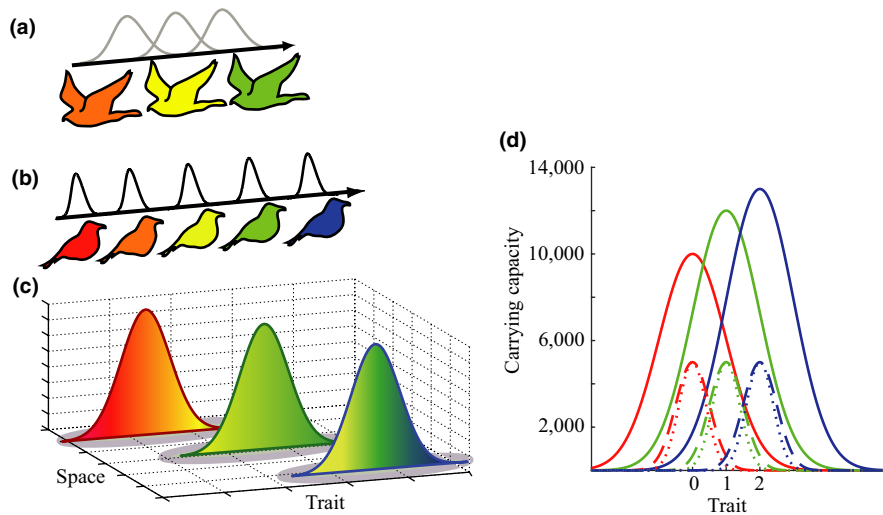 (a)
(b)
(c)
Space
Trait
(d)
14,000
10,000
6,000
2,000
Carrying capacity
0 1 2
Trait